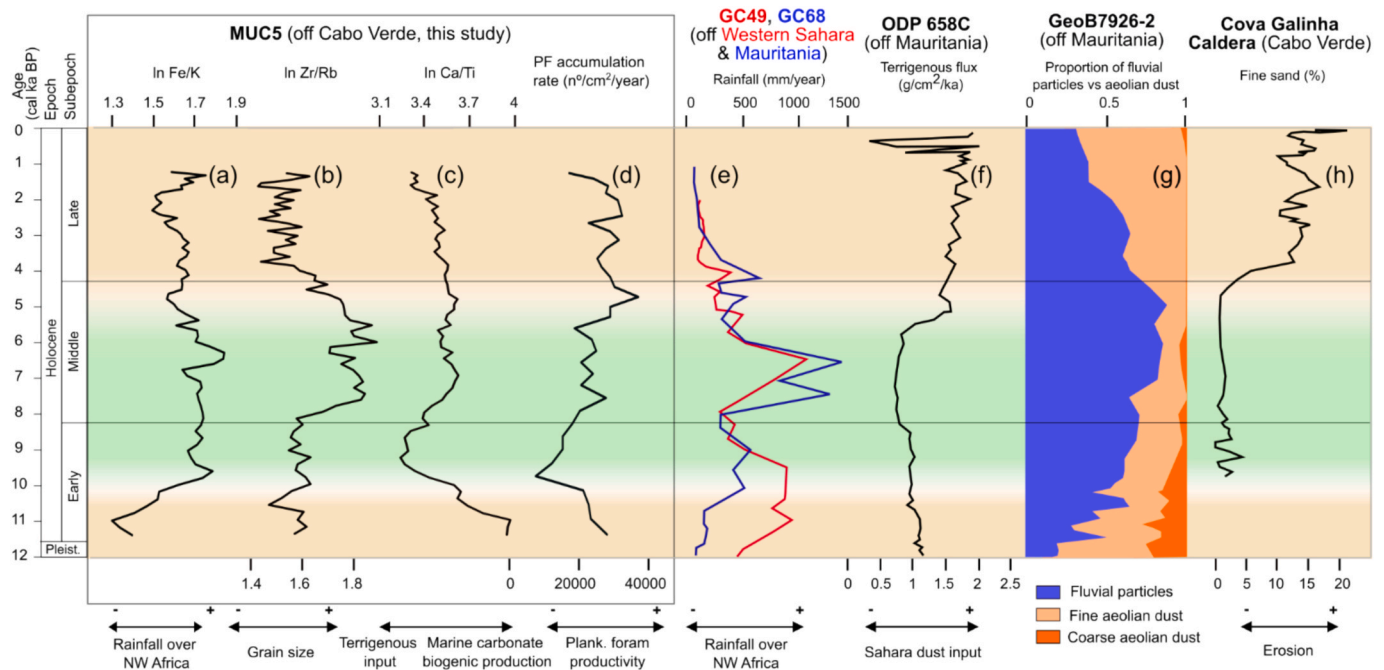 MUC5 (off Cabo Verde, this study)
GC49, GC68
(off Western Sahara
& Mauritania)
ODP 658C
(off Mauritania)
GeoB7926-2
(off Mauritania)
Cova Galinha
Caldera (Cabo Verde)
Age
(cal ka BP)
Epoch
Subepoch
ln Fe/K
ln Zr/Rb
ln Ca/Ti
PF accumulation
rate (nº/cm²/year)
Rainfall (mm/year)
Terrigenous flux
(g/cm²/ka)
Proportion of fluvial
particles vs aeolian dust
Fine sand (%)
1.3 1.5 1.7 1.9 3.1 3.4 3.7 4 0 500 1000 1500 0 0.5 1
0
1
2
3
4
5
6
7
8
9
10
11
12
Holocene
Pleist.
Late
Middle
Early
(a) (b) (c) (d) (e) (f) (g) (h)
1.4 1.6 1.8 0 20000 40000 0 0.5 1 1.5 2 2.5 0 5 10 15 20
- +
Rainfall over
NW Africa
- +
Grain size
Terrigenous
input
Marine carbonate
biogenic production
- +
Plank. foram
productivity
- +
Rainfall over
NW Africa
- +
Sahara dust input
Fluvial particles
Fine aeolian dust
Coarse aeolian dust
- +
Erosion